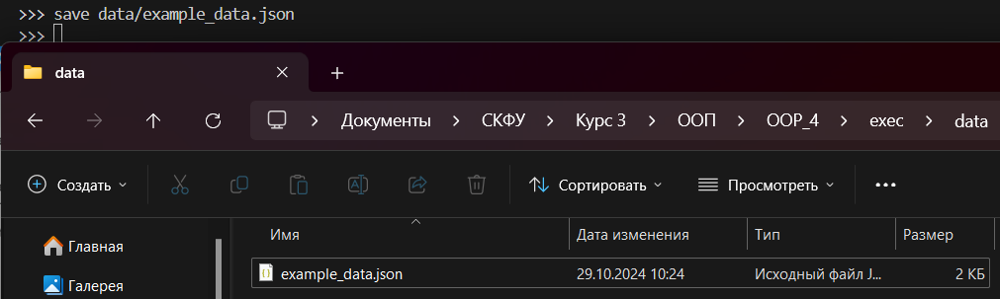 >>> save data/example_data.json
>>>
data
Документы > СКФУ > Курс 3 > ООП > OOP_4 > exec > data
Создать Сортировать Просмотреть
Имя Дата изменения Тип Размер
Главная
example_data.json 29.10.2024 10:24 Исходный файл J... 2 КБ
Галерея